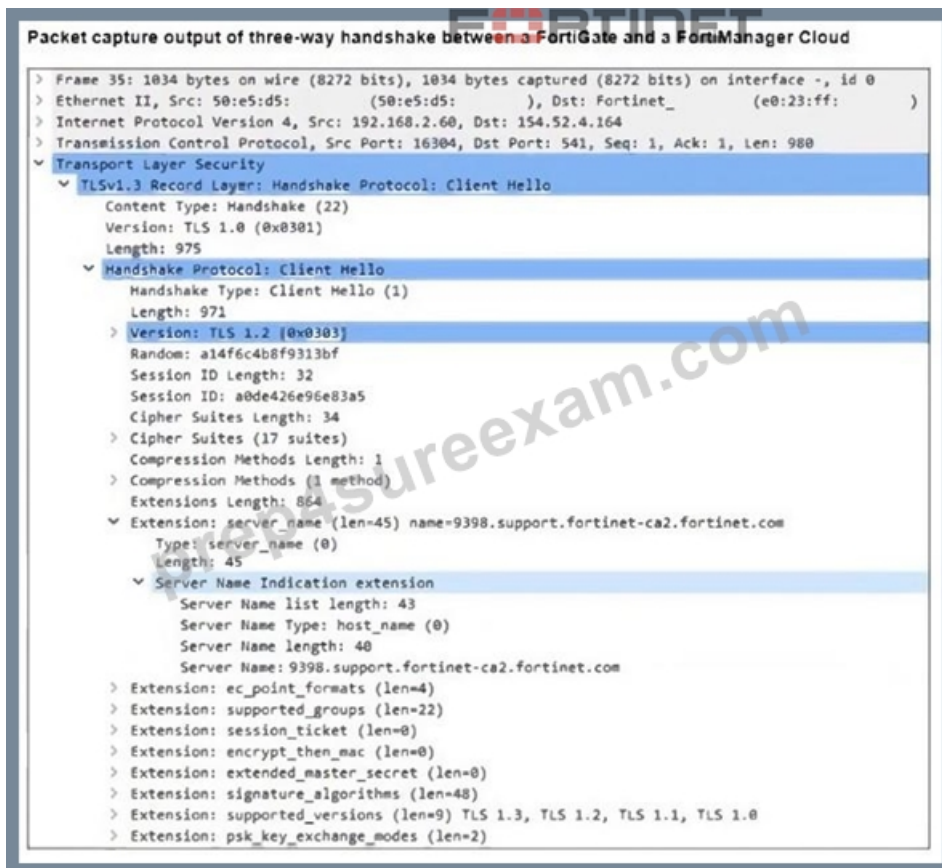 FORTINET
Packet capture output of three-way handshake between a FortiGate and a FortiManager Cloud
> Frame 35: 1034 bytes on wire (8272 bits), 1034 bytes captured (8272 bits) on interface -, id 0
> Ethernet II, Src: 50:e5:d5: (50:e5:d5: ), Dst: Fortinet_ (e0:23:ff: )
> Internet Protocol Version 4, Src: 192.168.2.60, Dst: 154.52.4.164
> Transmission Control Protocol, Src Port: 16304, Dst Port: 541, Seq: 1, Ack: 1, Len: 980
Transport Layer Security
TLSv1.3 Record Layer: Handshake Protocol: Client Hello
Content Type: Handshake (22)
Version: TLS 1.0 (0x0301)
Length: 975
Handshake Protocol: Client Hello
Handshake Type: Client Hello (1)
Length: 971
> Version: TLS 1.2 [0x0303]
Random: a14f6c4b8f9313bf
Session ID Length: 32
Session ID: a0de426e96e83a5
Cipher Suites Length: 34
> Cipher Suites (17 suites)
Compression Methods Length: 1
> Compression Methods (1 method)
Extensions Length: 864
Extension: server_name (len=45) name=9398.support.fortinet-ca2.fortinet.com
Type: server_name (0)
Length: 45
Server Name Indication extension
Server Name list length: 43
Server Name Type: host_name (0)
Server Name length: 40
Server Name: 9398.support.fortinet-ca2.fortinet.com
> Extension: ec_point_formats (len=4)
> Extension: supported_groups (len=22)
> Extension: session_ticket (len=0)
> Extension: encrypt_then_mac (len=0)
> Extension: extended_master_secret (len=0)
> Extension: signature_algorithms (len=48)
> Extension: supported_versions (len=9) TLS 1.3, TLS 1.2, TLS 1.1, TLS 1.0
> Extension: psk_key_exchange_modes (len=2)
prep4sureexam.com